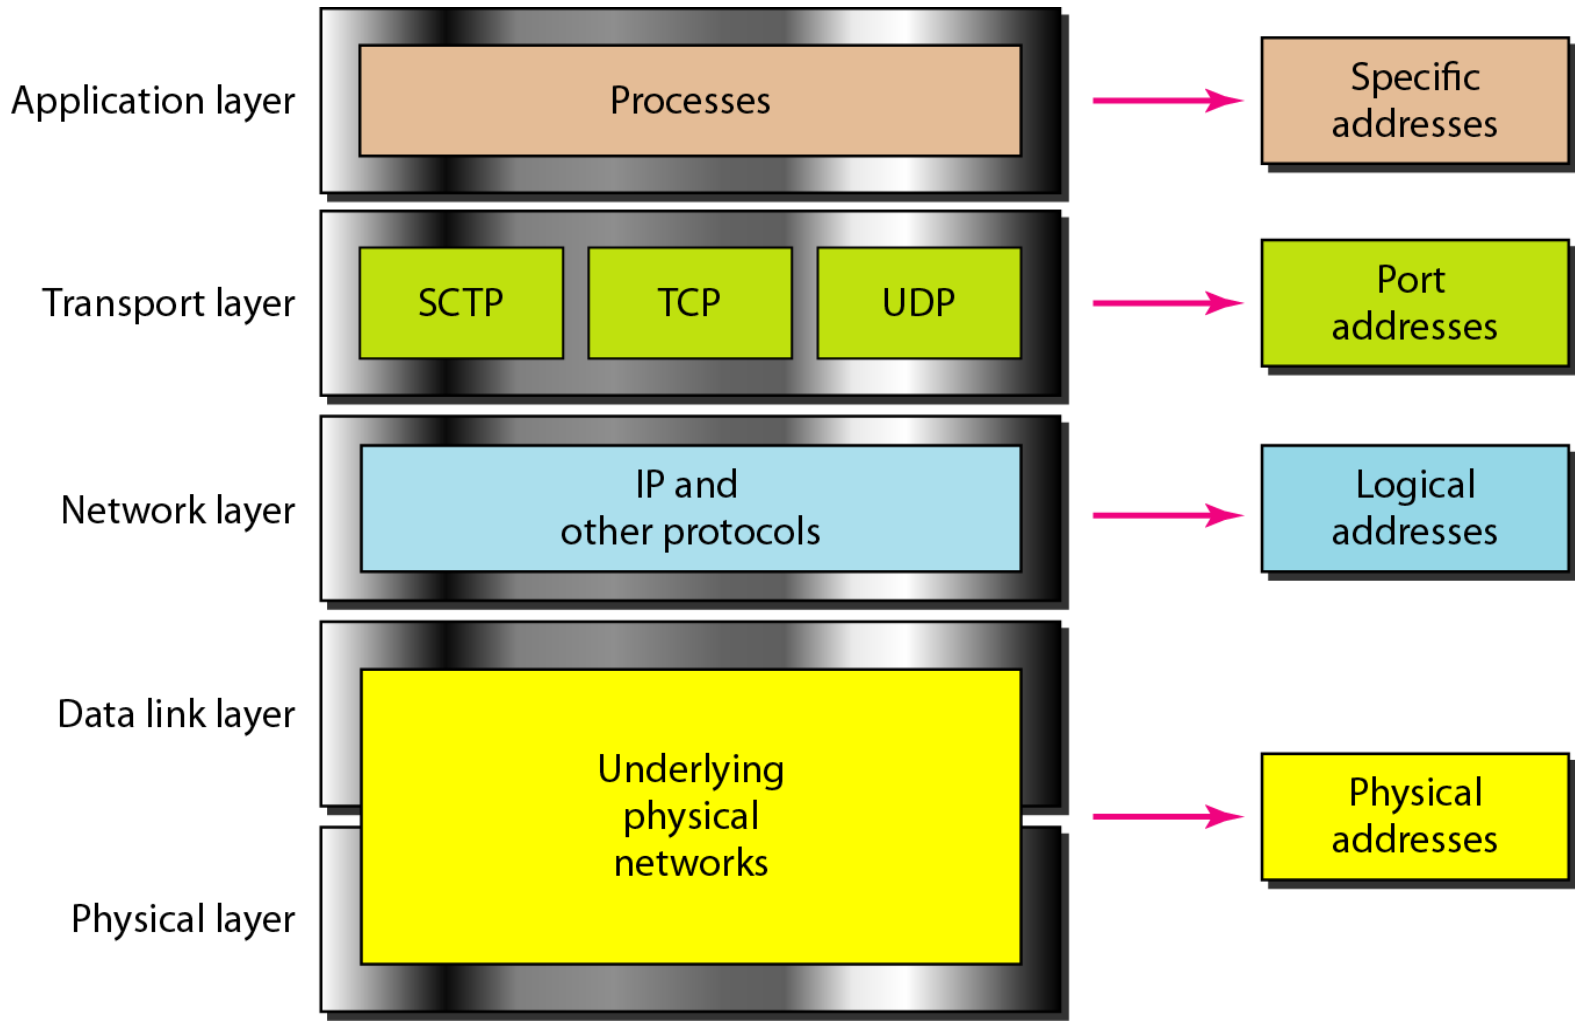 Application layer
Processes
Specific
addresses
Transport layer
SCTP
TCP
UDP
Port
addresses
Network layer
IP and
other protocols
Logical
addresses
Data link layer
Underlying
physical
networks
Physical
addresses
Physical layer